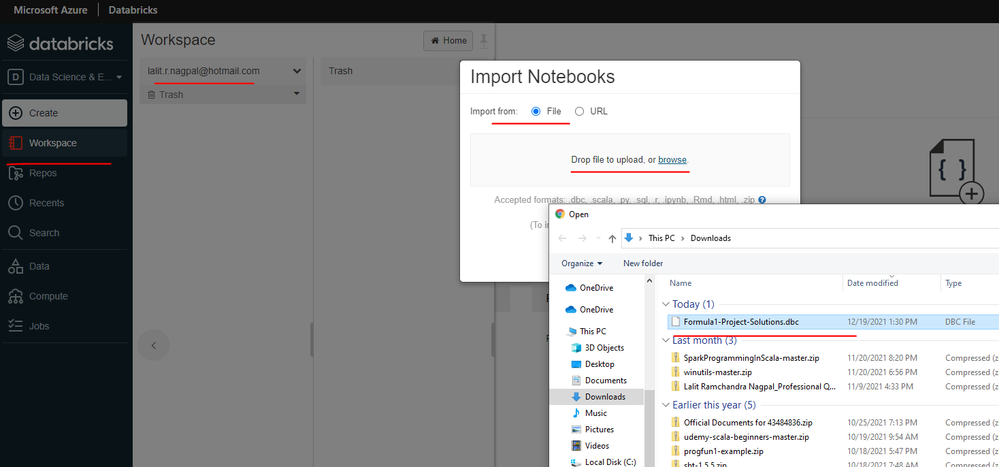 Microsoft Azure Databricks
databricks
D Data Science & E...
Create
Workspace
Repos
Recents
Search
Data
Compute
Jobs
Workspace
Home
lalit.r.nagpal@hotmail.com
Trash
Trash
Import Notebooks
Import from: File URL
Drop file to upload, or browse.
Accepted formats: .dbc, .scala, .py, .sql, .r, .ipynb, .Rmd, .html, .zip ?
(To i
{ }
Open
This PC > Downloads
Organize New folder
OneDrive
OneDrive
This PC
3D Objects
Desktop
Documents
Downloads
Music
Pictures
Videos
Local Disk (C:)
Name Date modified Type
Today (1)
Formula1-Project-Solutions.dbc 12/19/2021 1:30 PM DBC File
Last month (3)
SparkProgrammingInScala-master.zip 11/20/2021 8:20 PM Compressed (z
winutils-master.zip 11/20/2021 6:56 PM Compressed (z
Lalit Ramchandra Nagpal_Professional Q... 11/9/2021 4:33 PM Compressed (z
Earlier this year (5)
Official Documents for 43484836.zip 10/25/2021 7:13 PM Compressed (z
udemy-scala-beginners-master.zip 10/19/2021 9:54 AM Compressed (z
progfun1-example.zip 10/18/2021 5:47 PM Compressed (z
sbt-1.5.5.zip 10/18/2021 7:48 AM Compressed (z